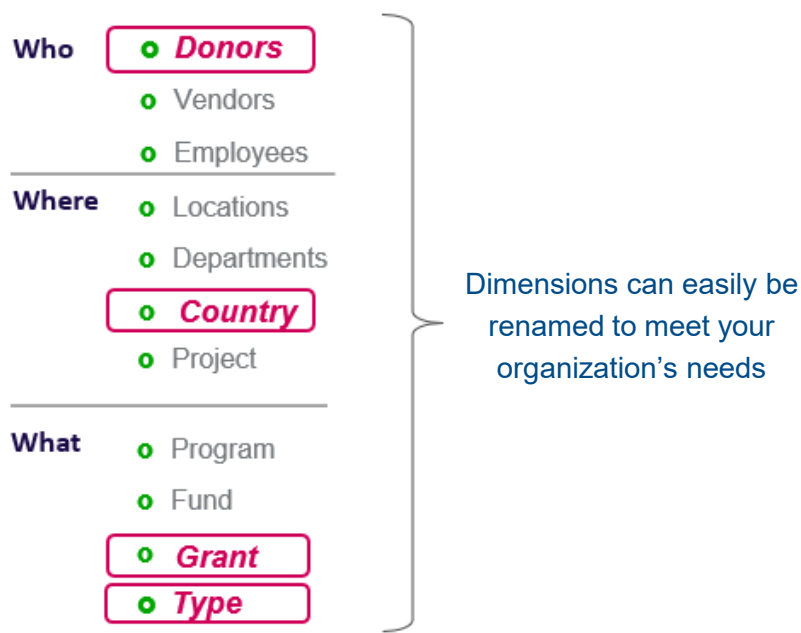 Who
Donors
Vendors
Employees
Where
Locations
Departments
Country
Project
What
Program
Fund
Grant
Type
Dimensions can easily be
renamed to meet your
organization’s needs